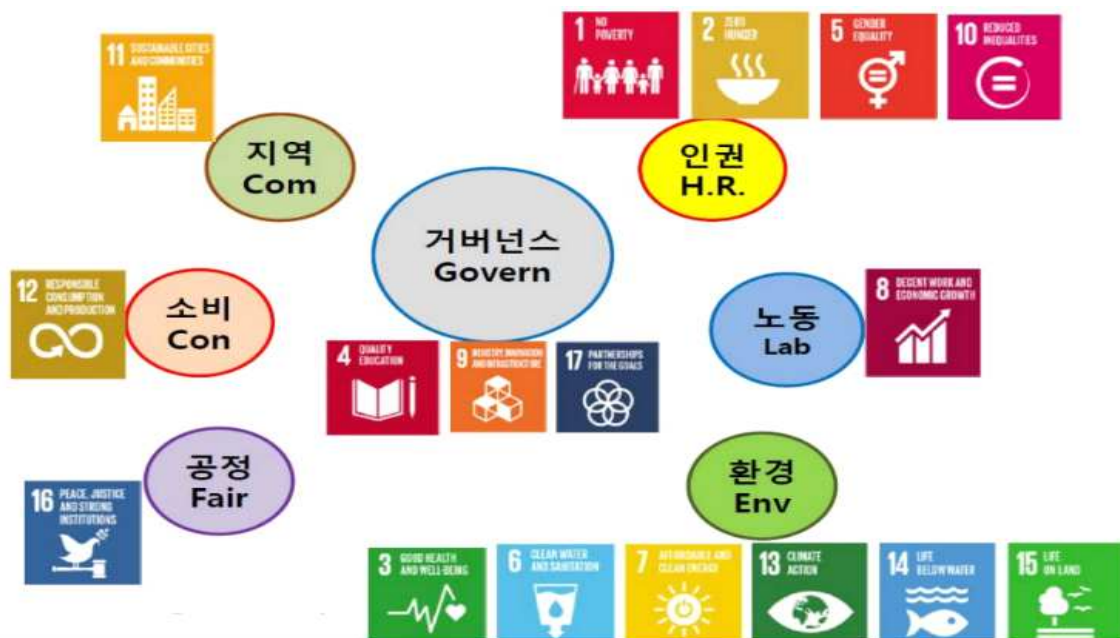 11 SUSTAINABLE CITIES
AND COMMUNITIES
1 NO
POVERTY
2 ZERO
HUNGER
5 GENDER
EQUALITY
10 REDUCED
INEQUALITIES
지역
Com
인권
H.R.
거버넌스
Govern
12 RESPONSIBLE
CONSUMPTION
AND PRODUCTION
소비
Con
노동
Lab
8 DECENT WORK AND
ECONOMIC GROWTH
4 QUALITY
EDUCATION
9 INDUSTRY, INNOVATION
AND INFRASTRUCTURE
17 PARTNERSHIPS
FOR THE GOALS
공정
Fair
환경
Env
16 PEACE, JUSTICE
AND STRONG
INSTITUTIONS
3 GOOD HEALTH
AND WELL-BEING
6 CLEAN WATER
AND SANITATION
7 AFFORDABLE AND
CLEAN ENERGY
13 CLIMATE
ACTION
14 LIFE
BELOW WATER
15 LIFE
ON LAND